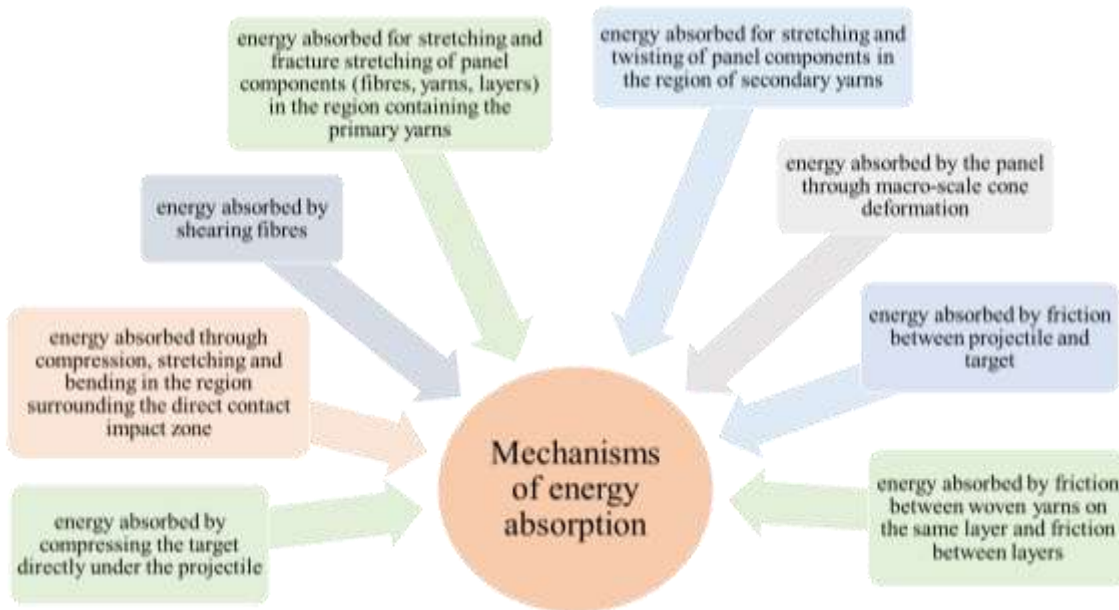 energy absorbed for stretching and
fracture stretching of panel
components (fibres, yarns, layers)
in the region containing the
primary yarns
energy absorbed for stretching and
twisting of panel components in
the region of secondary yarns
energy absorbed by
shearing fibres
energy absorbed by the panel
through macro-scale cone
deformation
energy absorbed through
compression, stretching and
bending in the region
surrounding the direct contact
impact zone
energy absorbed by friction
between projectile and
target
Mechanisms
of energy
absorption
energy absorbed by
compressing the target
directly under the projectile
energy absorbed by friction
between woven yarns on
the same layer and friction
between layers